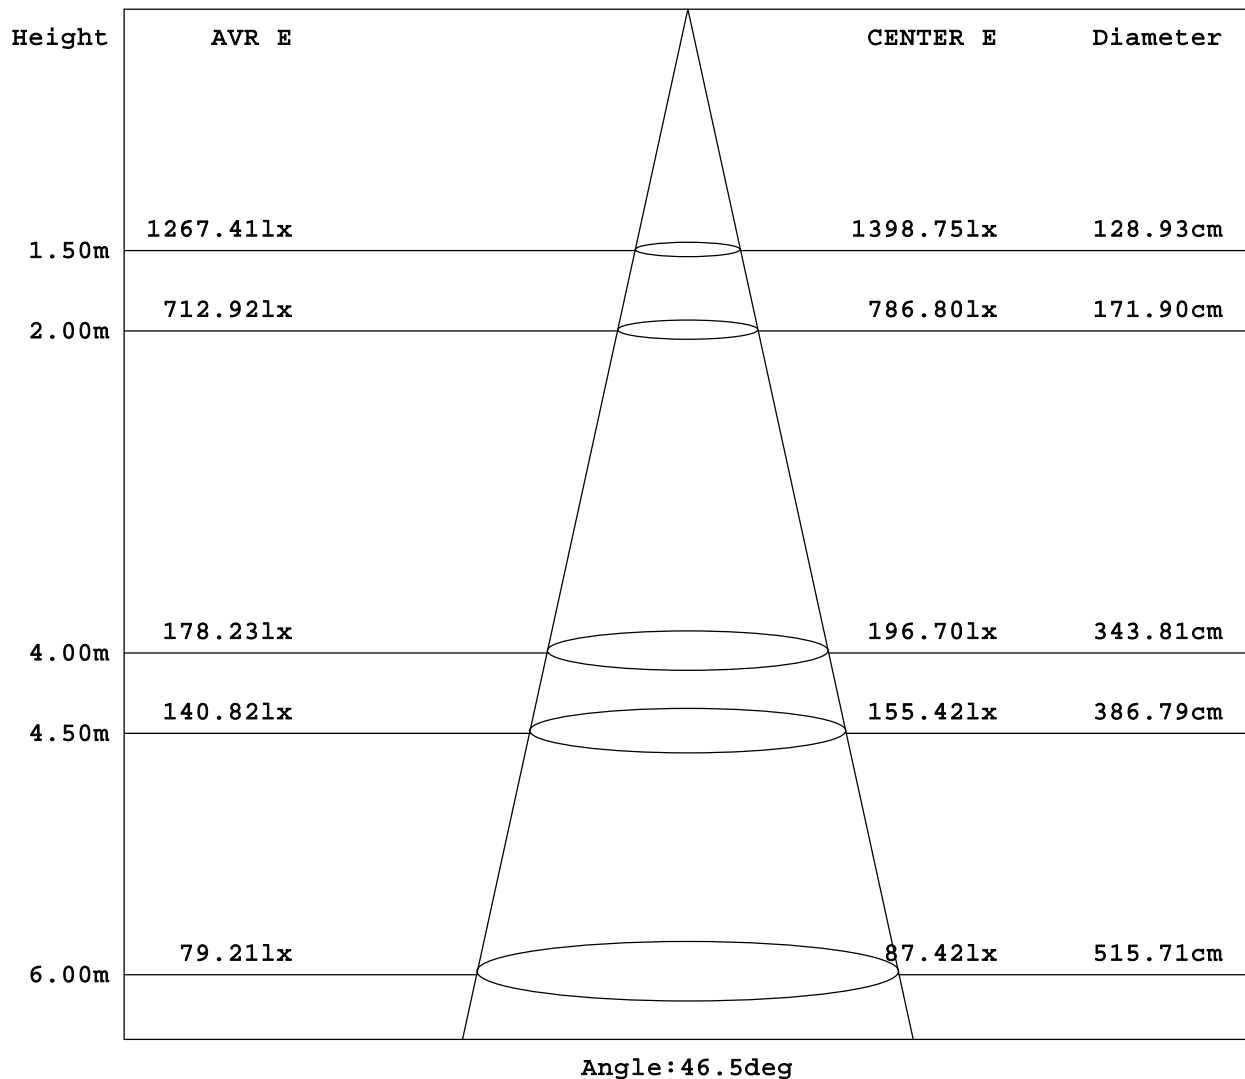 Height AVR E CENTER E Diameter
1267.41lx 1398.75lx 128.93cm
1.50m
712.92lx 786.80lx 171.90cm
2.00m
178.23lx 196.70lx 343.81cm
4.00m
140.82lx 155.42lx 386.79cm
4.50m
79.21lx 87.42lx 515.71cm
6.00m
Angle:46.5deg